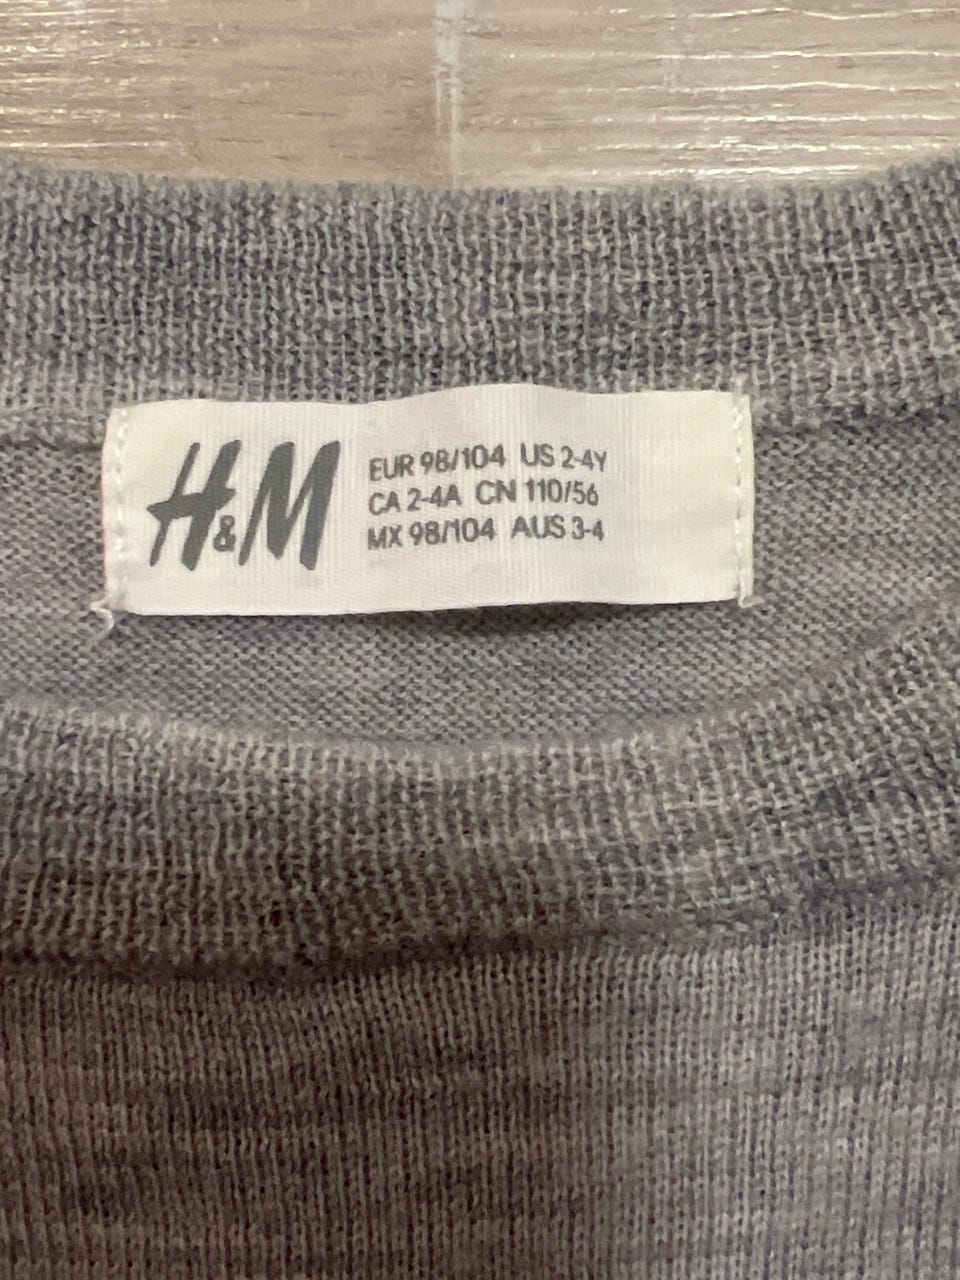 H&M
EUR 98/104 US 2-4Y
CA 2-4A CN 110/56
MX 98/104 AUS 3-4